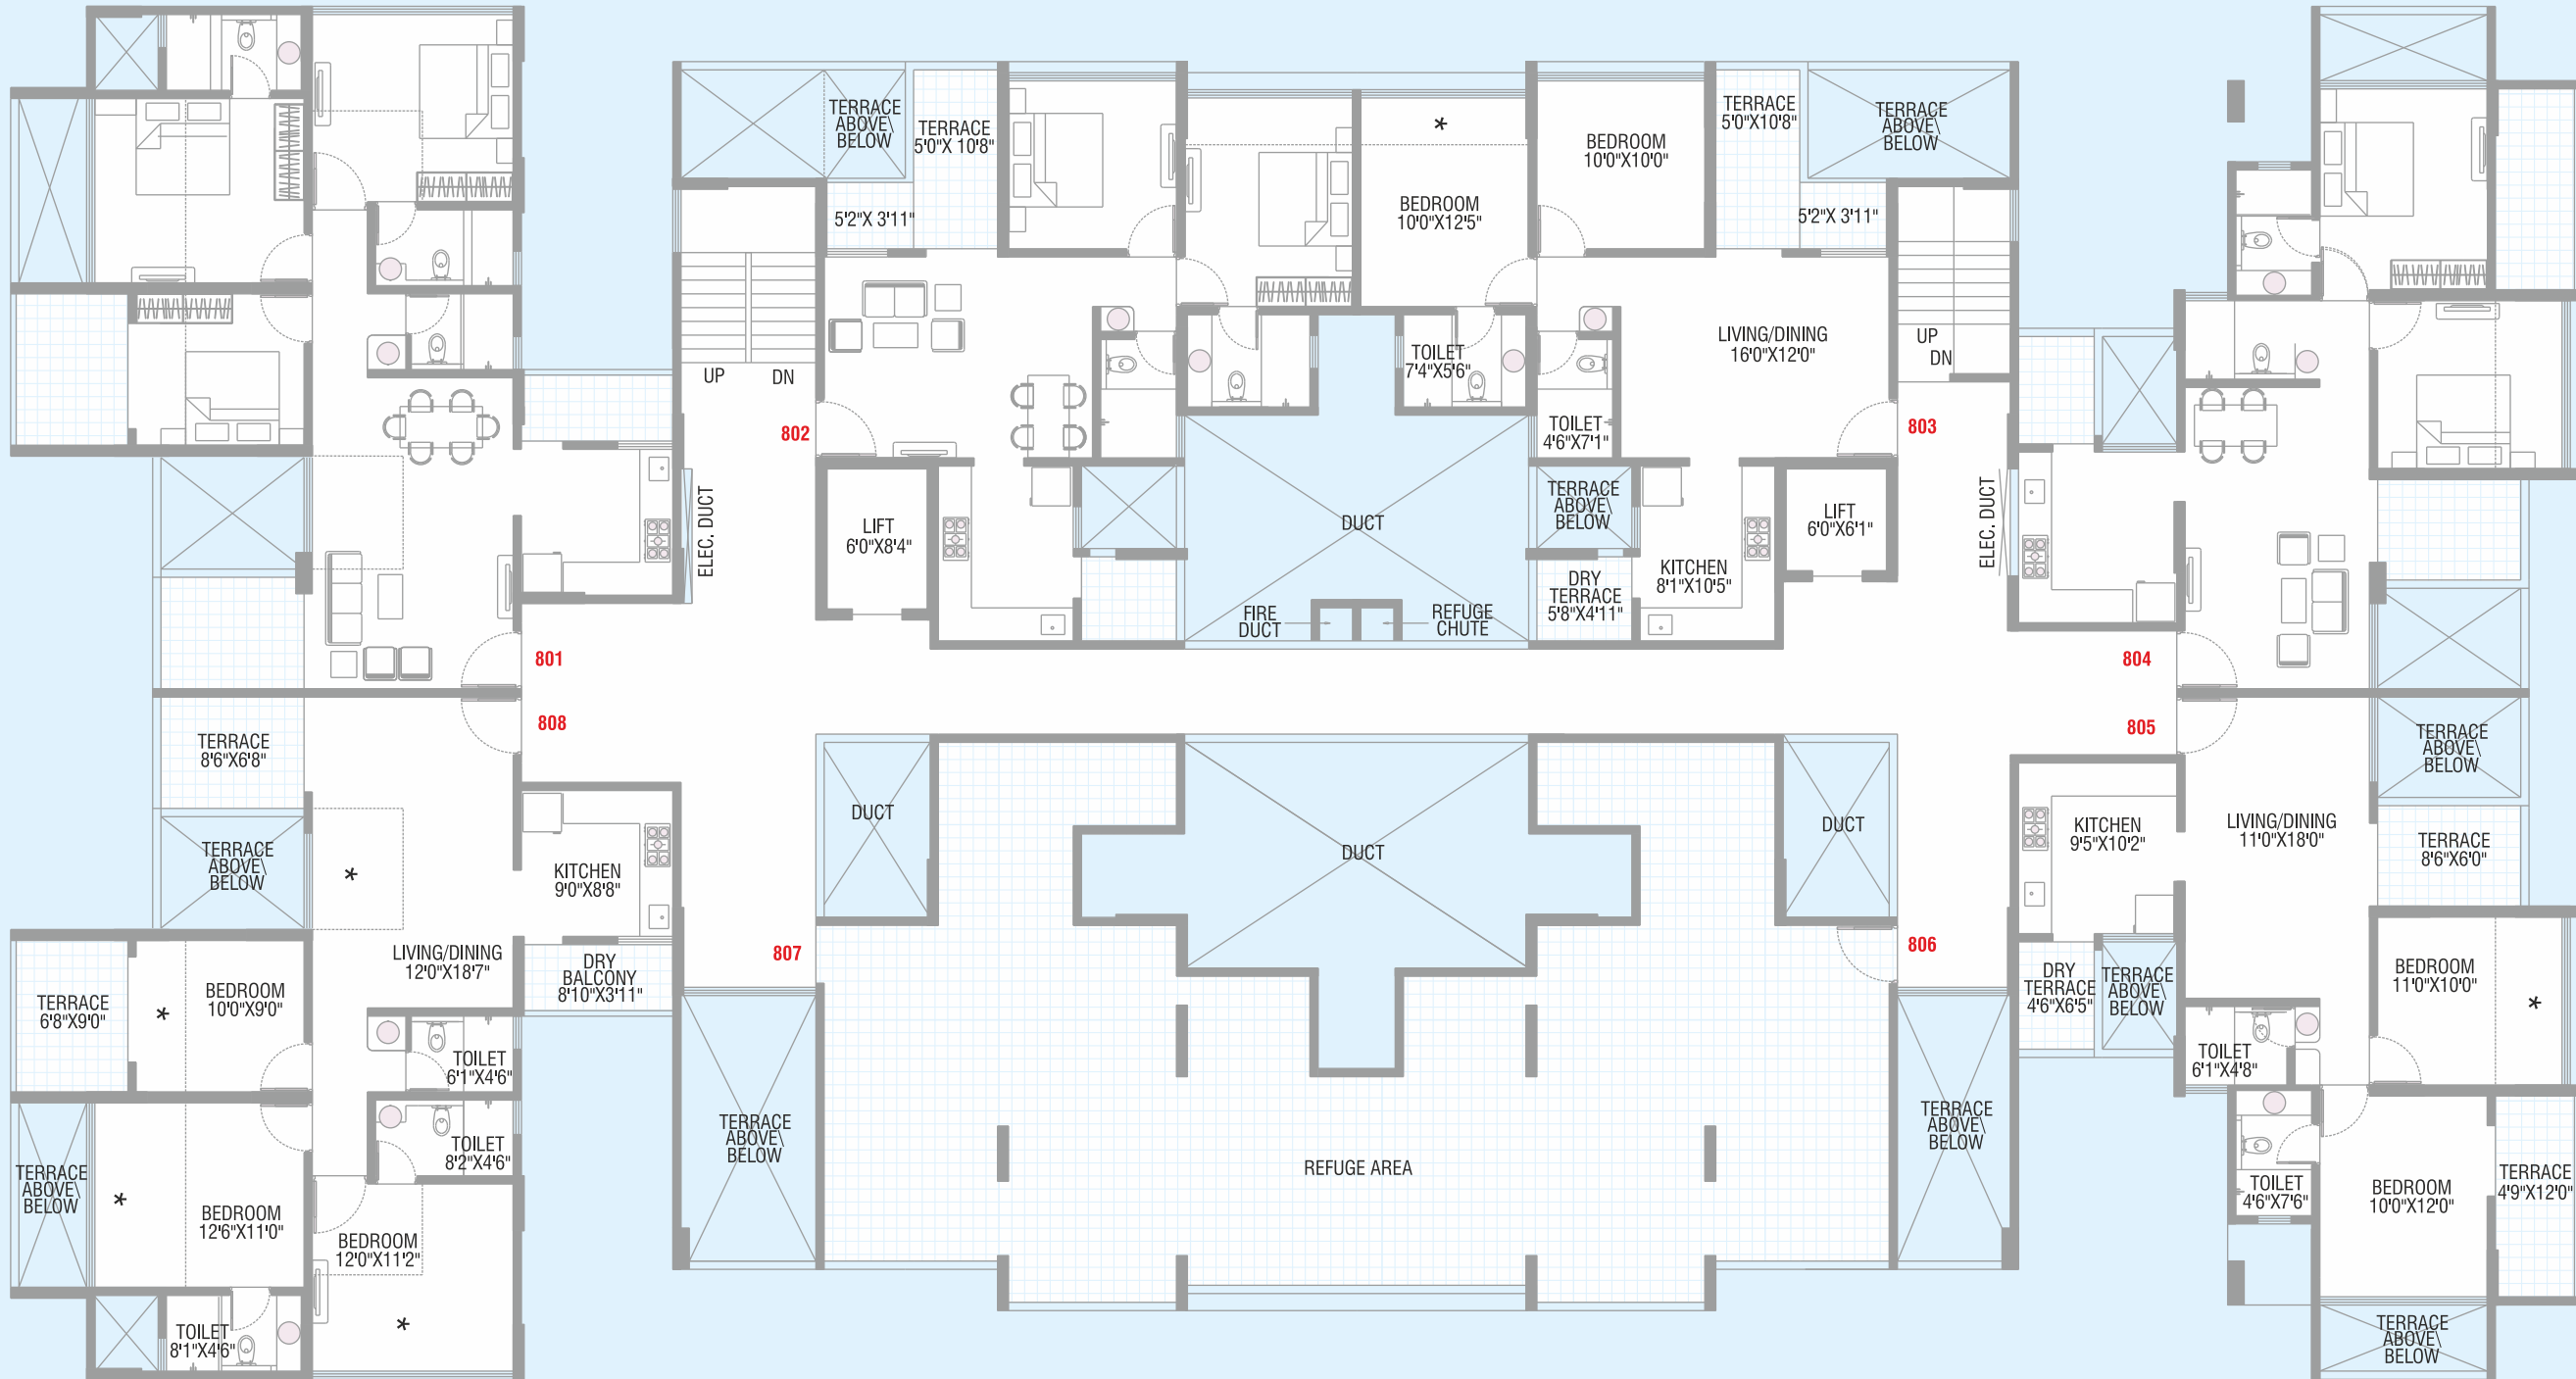 TERRACE
ABOVE\
BELOW
TERRACE
5'0"X 10'8"
5'2"X 3'11"
*
BEDROOM
10'0"X12'5"
BEDROOM
10'0"X10'0"
TERRACE
5'0"X10'8"
TERRACE
ABOVE\
BELOW
5'2"X 3'11"
UP
DN
802
TOILET
7'4"X5'6"
TOILET
4'6"X7'1"
LIVING/DINING
16'0"X12'0"
UP
DN
803
ELEC. DUCT
LIFT
6'0"X8'4"
DUCT
TERRACE
ABOVE\
BELOW
DRY
TERRACE
5'8"X4'11"
KITCHEN
8'1"X10'5"
LIFT
6'0"X6'1"
ELEC. DUCT
FIRE
DUCT
REFUGE
CHUTE
801
804
808
805
TERRACE
8'6"X6'8"
TERRACE
ABOVE\
BELOW
*
KITCHEN
9'0"X8'8"
LIVING/DINING
12'0"X18'7"
DRY
BALCONY
8'10"X3'11"
DUCT
DUCT
DUCT
807
806
KITCHEN
9'5"X10'2"
LIVING/DINING
11'0"X18'0"
TERRACE
ABOVE\
BELOW
TERRACE
8'6"X6'0"
TERRACE
6'8"X9'0"
*
BEDROOM
10'0"X9'0"
TOILET
6'1"X4'6"
TOILET
8'2"X4'6"
DRY
TERRACE
4'6"X6'5"
TERRACE
ABOVE\
BELOW
BEDROOM
11'0"X10'0"
*
TOILET
6'1"X4'8"
TERRACE
ABOVE\
BELOW
*
BEDROOM
12'6"X11'0"
BEDROOM
12'0"X11'2"
*
TOILET
8'1"X4'6"
TERRACE
ABOVE\
BELOW
REFUGE AREA
TERRACE
ABOVE\
BELOW
TOILET
4'6"X7'6"
BEDROOM
10'0"X12'0"
TERRACE
4'9"X12'0"
TERRACE
ABOVE\
BELOW